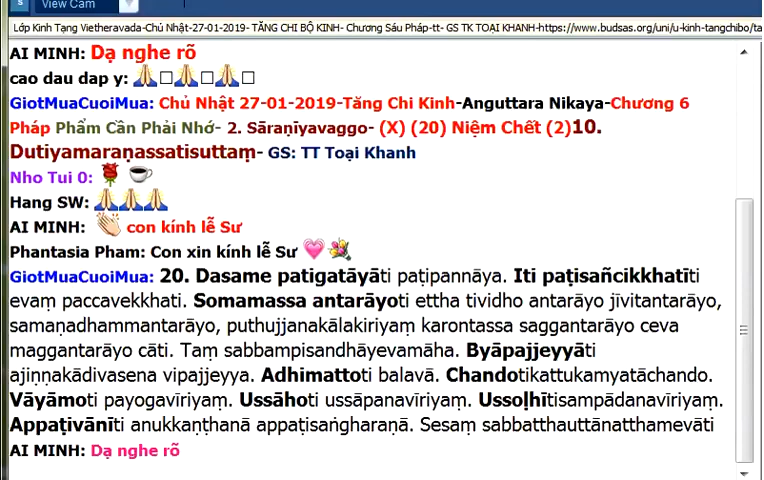 View Cam
Lớp Kinh Tạng Vietheravada-Chủ Nhật-27-01-2019- TĂNG CHI BỘ KINH- Chương Sáu Pháp-tt- GS TK TOẠI KHANH-https://www.budsas.org/uni/u-kinh-tangchibo/ta
AI MINH: Dạ nghe rõ
cao dau dap y: 🙏□🙏□🙏□
GiotMuaCuoiMua: Chủ Nhật 27-01-2019-Tăng Chi Kinh-Anguttara Nikaya-Chương 6
Pháp Phẩm Cần Phải Nhớ- 2. Sāraṇīyavaggo- (X) (20) Niệm Chết (2)10.
Dutiyamaraṇassatisuttaṃ- GS: TT Toại Khanh
Nho Tui 0: 🌹 ☕
Hang SW: 🙏🙏🙏
AI MINH: 👏 con kính lễ Sư
Phantasia Pham: Con xin kính lễ Sư 💗 💐
GiotMuaCuoiMua: 20. Dasame patigatāyāti paṭipannāya. Iti paṭisañcikkhatīti
evaṃ paccavekkhati. Somamassa antarāyoti ettha tividho antarāyo jīvitantarāyo,
samaṇadhammantarāyo, puthujjanakālakiriyaṃ karontassa saggantarāyo ceva
maggantarāyo cāti. Taṃ sabbampisandhāyevamāha. Byāpajjeyyāti
ajiṇṇakādivasena vipajjeyya. Adhimattoti balavā. Chandotikattukamyatāchando.
Vāyāmoti payogavīriyaṃ. Ussāhoti ussāpanavīriyaṃ. Ussoḷhītisampādanavīriyaṃ.
Appaṭivānīti anukkaṇṭhanā appaṭisaṅgharaṇā. Sesaṃ sabbatthauttānatthamevāti
AI MINH: Dạ nghe rõ